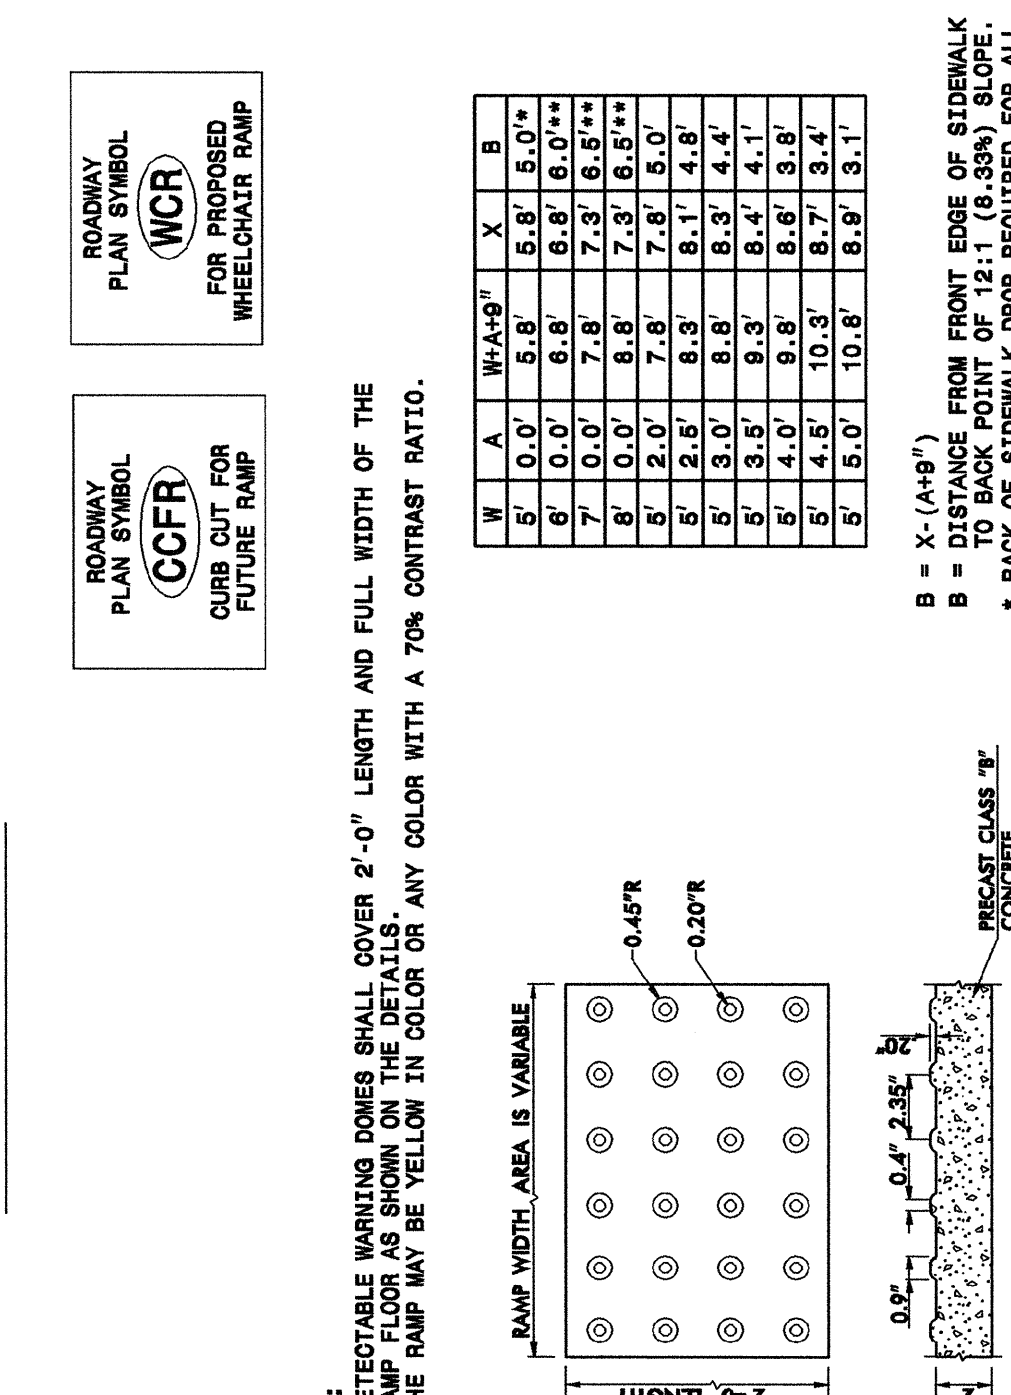 ROADWAY
PLAN SYMBOL
CCFR
CURB CUT FOR
FUTURE RAMP
ROADWAY
PLAN SYMBOL
WCR
FOR PROPOSED
WHEELCHAIR RAMP
WARNING DOMES SHALL COVER 2'-0" LENGTH AND FULL WIDTH OF THE
FLOOR AS SHOWN ON THE DETAILS.
RAMP MAY BE YELLOW IN COLOR OR ANY COLOR WITH A 70% CONTRAST RATIO.
W A W+A+9" X B
5' 0.0' 5.8' 5.8' 5.0'*
6' 0.0' 6.8' 6.8' 6.0'**
7' 0.0' 7.8' 7.3' 6.5'**
8' 0.0' 8.8' 7.3' 6.5'**
5' 2.0' 7.8' 7.8' 5.0'
5' 2.5' 8.3' 8.1' 4.8'
5' 3.0' 8.8' 8.3' 4.4'
5' 3.5' 9.3' 8.4' 4.1'
5' 4.0' 9.8' 8.6' 3.8'
5' 4.5' 10.3' 8.7' 3.4'
5' 5.0' 10.8' 8.9' 3.1'
B = X-(A+9")
B = DISTANCE FROM FRONT EDGE OF SIDEWALK
TO BACK POINT OF 12:1 (8.33%) SLOPE.
* BACK OF SIDEWALK DROP REQUIRED FOR ALL
RAMP WIDTH AREA IS VARIABLE
0.45"R
0.20"R
0.9"
0.4"
2.35"
.20"
PRECAST CLASS "B"
CONCRETE